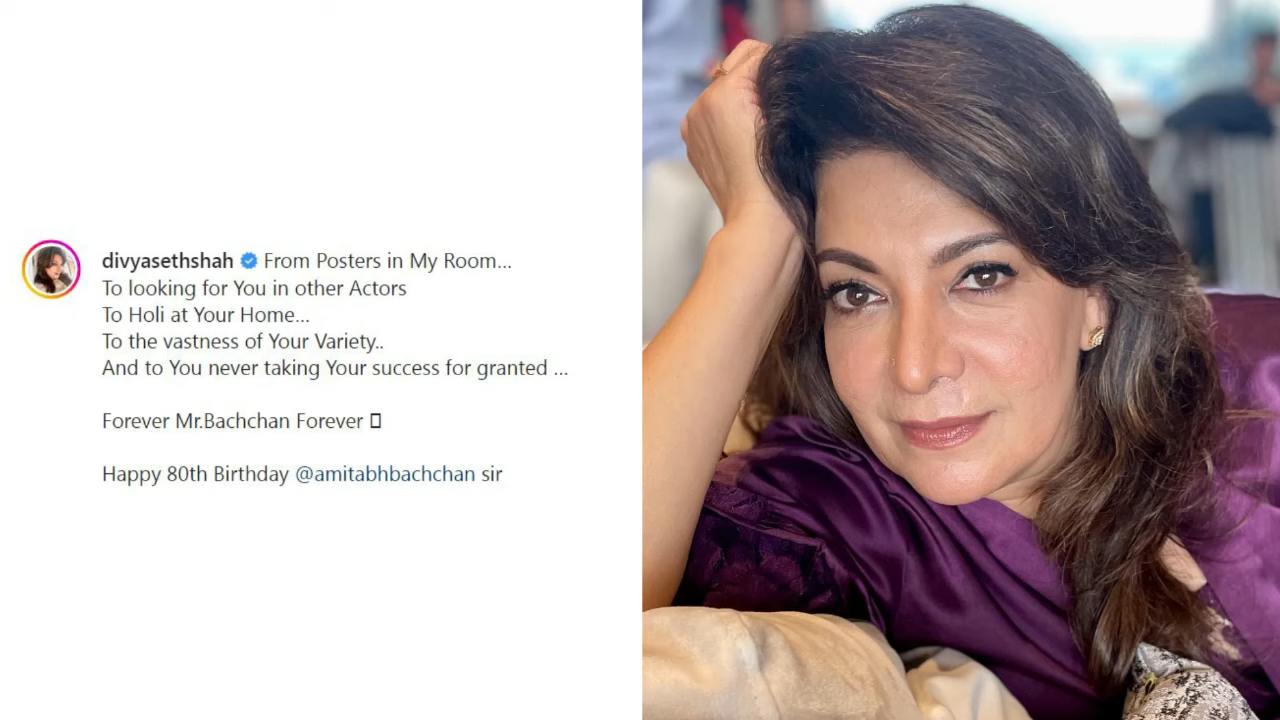 divyasethshah From Posters in My Room...
To looking for You in other Actors
To Holi at Your Home...
To the vastness of Your Variety..
And to You never taking Your success for granted ...
Forever Mr.Bachchan Forever
Happy 80th Birthday @amitabhbachchan sir